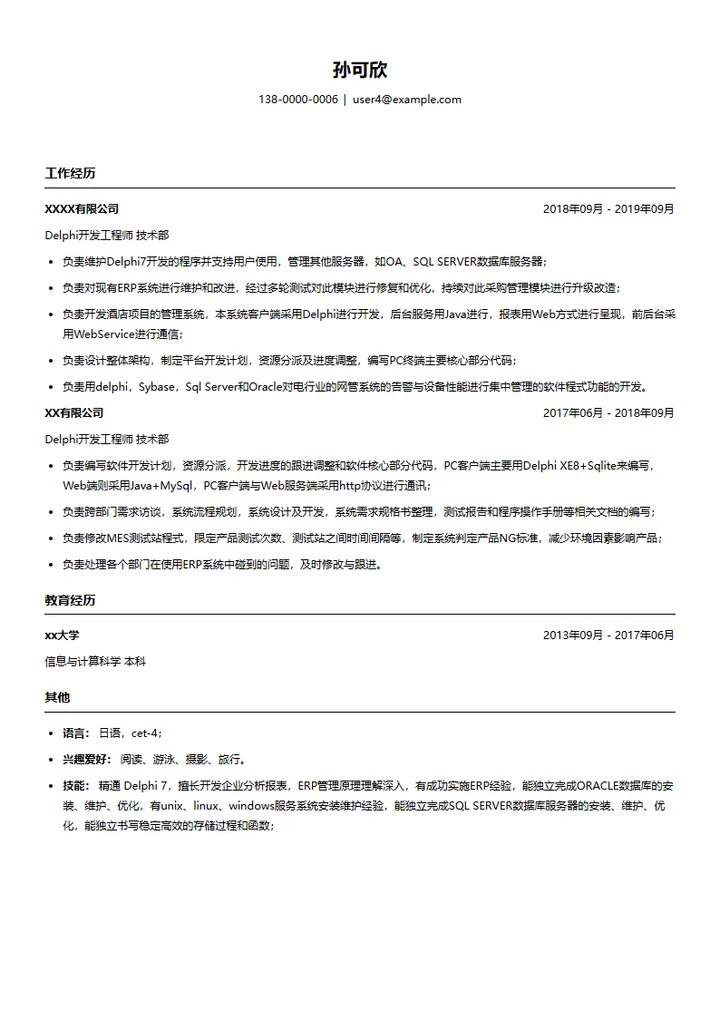 孙可欣
138-0000-0006 | user4@example.com
工作经历
XXXX有限公司 2018年09月 - 2019年09月
Delphi开发工程师 技术部
• 负责维护Delphi7开发的程序并支持用户使用，管理其他服务器，如OA、SQL SERVER数据库服务器；
• 负责对现有ERP系统进行维护和改进，经过多轮测试对此模块进行修复和优化，持续对此采购管理模块进行升级改造；
• 负责开发酒店项目的管理系统，本系统客户端采用Delphi进行开发，后台服务用Java进行，报表用Web方式进行呈现，前后台采
用WebService进行通信；
• 负责设计整体架构，制定平台开发计划，资源分派及进度调整，编写PC终端主要核心部分代码；
• 负责用delphi，Sybase，Sql Server和Oracle对电行业的网管系统的告警与设备性能进行集中管理的软件程式功能的开发。
XX有限公司 2017年06月 - 2018年09月
Delphi开发工程师 技术部
• 负责编写软件开发计划，资源分派，开发进度的跟进调整和软件核心部分代码，PC客户端主要用Delphi XE8+Sqlite来编写，
Web端则采用Java+MySql，PC客户端与Web服务端采用http协议进行通讯；
• 负责跨部门需求访谈，系统流程规划，系统设计及开发，系统需求规格书整理，测试报告和程序操作手册等相关文档的编写；
• 负责修改MES测试站程式，限定产品测试次数、测试站之间时间间隔等，制定系统判定产品NG标准，减少环境因素影响产品；
• 负责处理各个部门在使用ERP系统中碰到的问题，及时修改与跟进。
教育经历
xx大学 2013年09月 - 2017年06月
信息与计算科学 本科
其他
• 语言： 日语，cet-4；
• 兴趣爱好： 阅读、游泳、摄影、旅行。
• 技能： 精通 Delphi 7，擅长开发企业分析报表，ERP管理原理理解深入，有成功实施ERP经验，能独立完成ORACLE数据库的安
装、维护、优化，有unix、linux、windows服务系统安装维护经验，能独立完成SQL SERVER数据库服务器的安装、维护、优
化，能独立书写稳定高效的存储过程和函数；